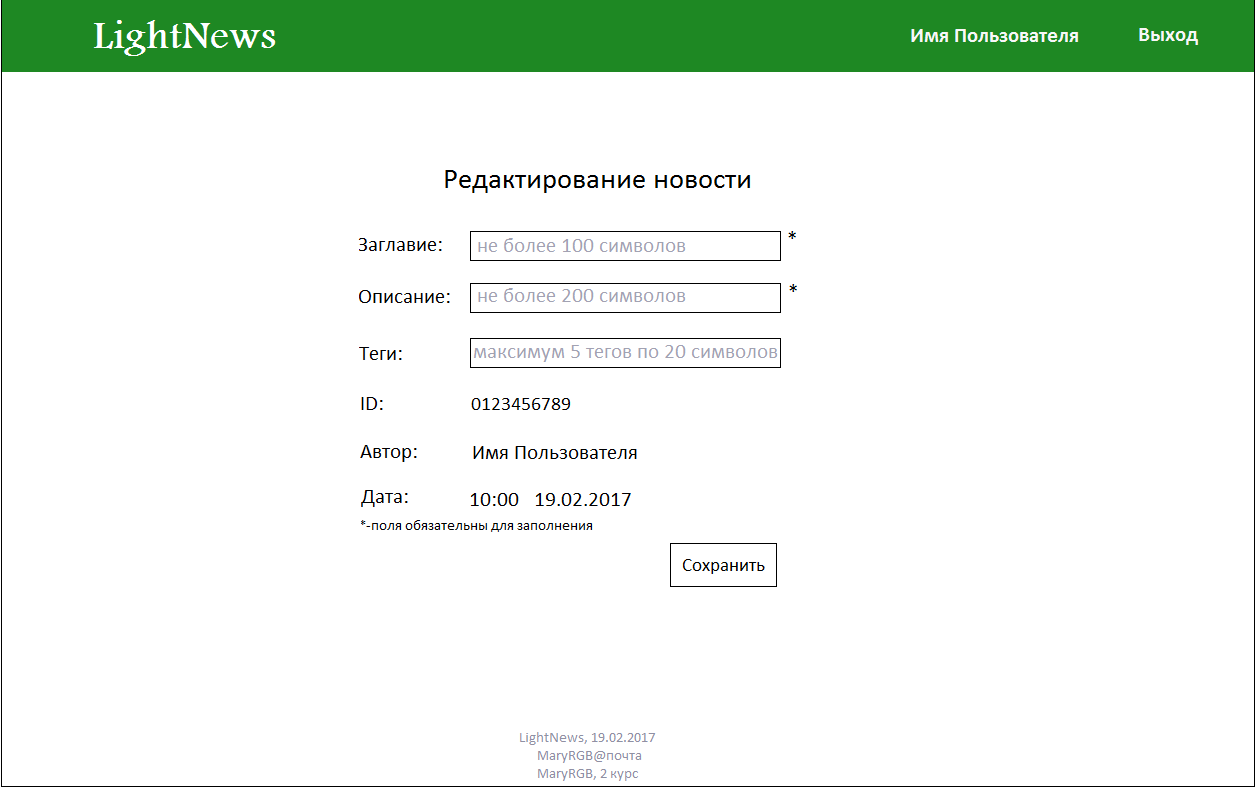 LightNews Имя Пользователя Выход
Редактирование новости
Заглавие: не более 100 символов *
Описание: не более 200 символов *
Теги: максимум 5 тегов по 20 символов
ID: 0123456789
Автор: Имя Пользователя
Дата: 10:00 19.02.2017
*-поля обязательны для заполнения
Сохранить
LightNews, 19.02.2017
MaryRGB@почта
MaryRGB, 2 курс